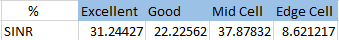 % Excellent Good Mid Cell Edge Cell
SINR 31.24427 22.22562 37.87832 8.621217